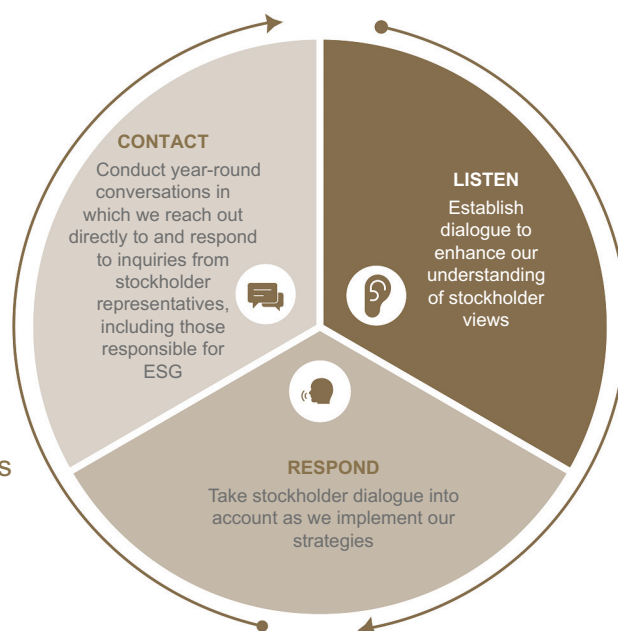 CONTACT
Conduct year-round
conversations in
which we reach out
directly to and respond
to inquiries from
stockholder
representatives,
including those
responsible for
ESG
LISTEN
Establish
dialogue to
enhance our
understanding
of stockholder
views
RESPOND
Take stockholder dialogue into
account as we implement our
strategies